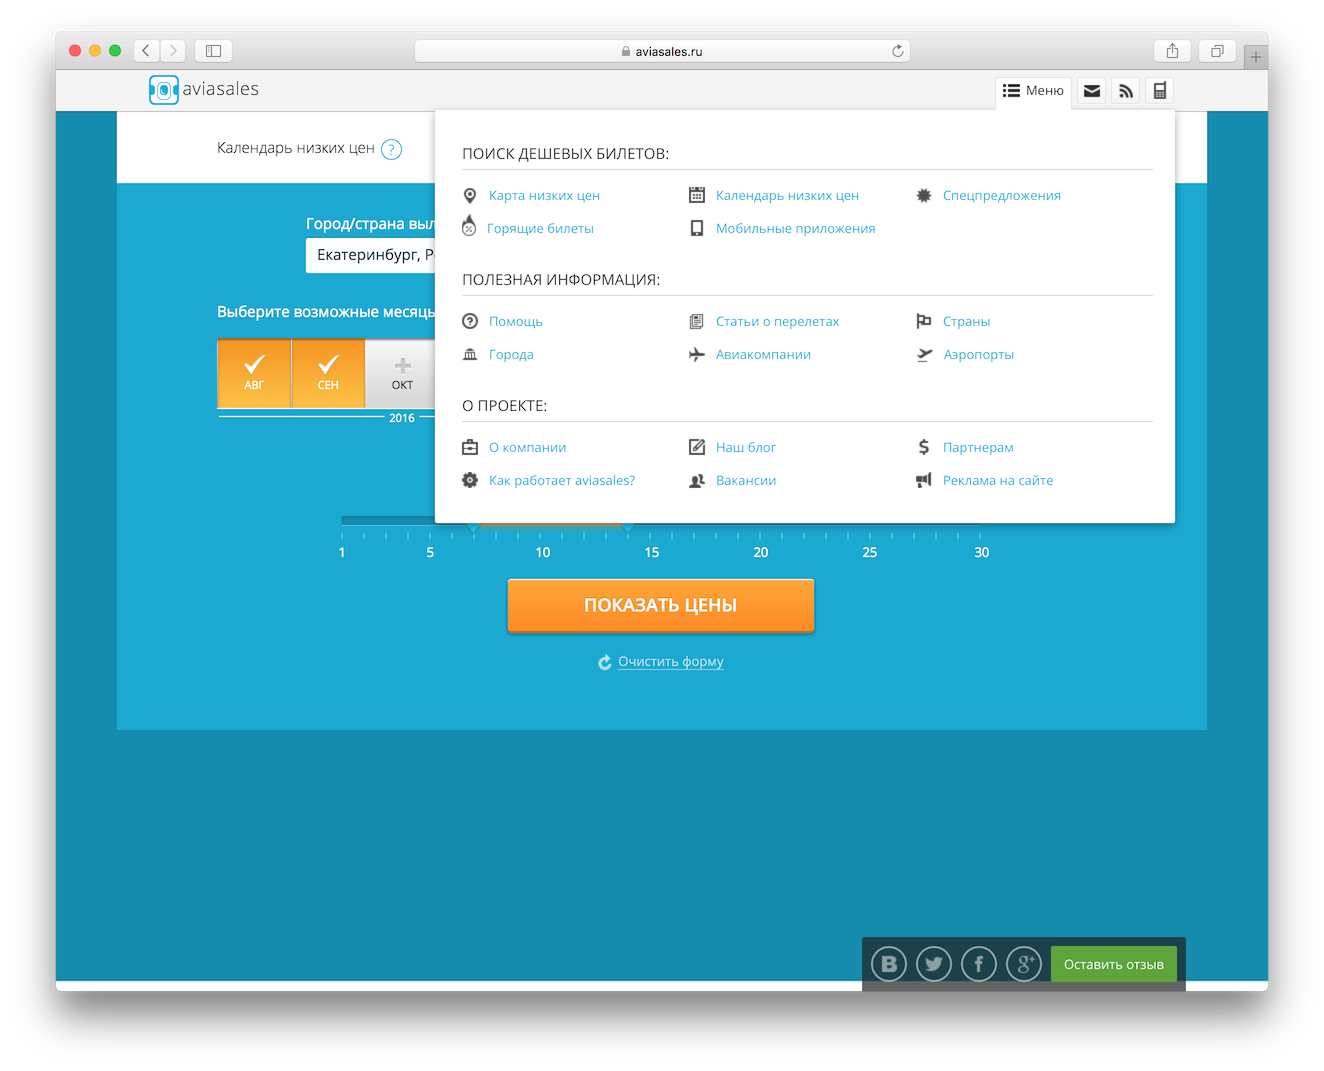 aviasales.ru
aviasales
Меню
Календарь низких цен ?
ПОИСК ДЕШЕВЫХ БИЛЕТОВ:
Карта низких цен Календарь низких цен Спецпредложения
Горящие билеты Мобильные приложения
Город/страна
Екатеринбург,
ПОЛЕЗНАЯ ИНФОРМАЦИЯ:
Выберите возможные месяцы
Помощь Статьи о перелетах Страны
Города Авиакомпании Аэропорты
АВГ СЕН ОКТ
2016
О ПРОЕКТЕ:
О компании Наш блог Партнерам
Как работает aviasales? Вакансии Реклама на сайте
1 5 10 15 20 25 30
ПОКАЗАТЬ ЦЕНЫ
Очистить форму
Оставить отзыв